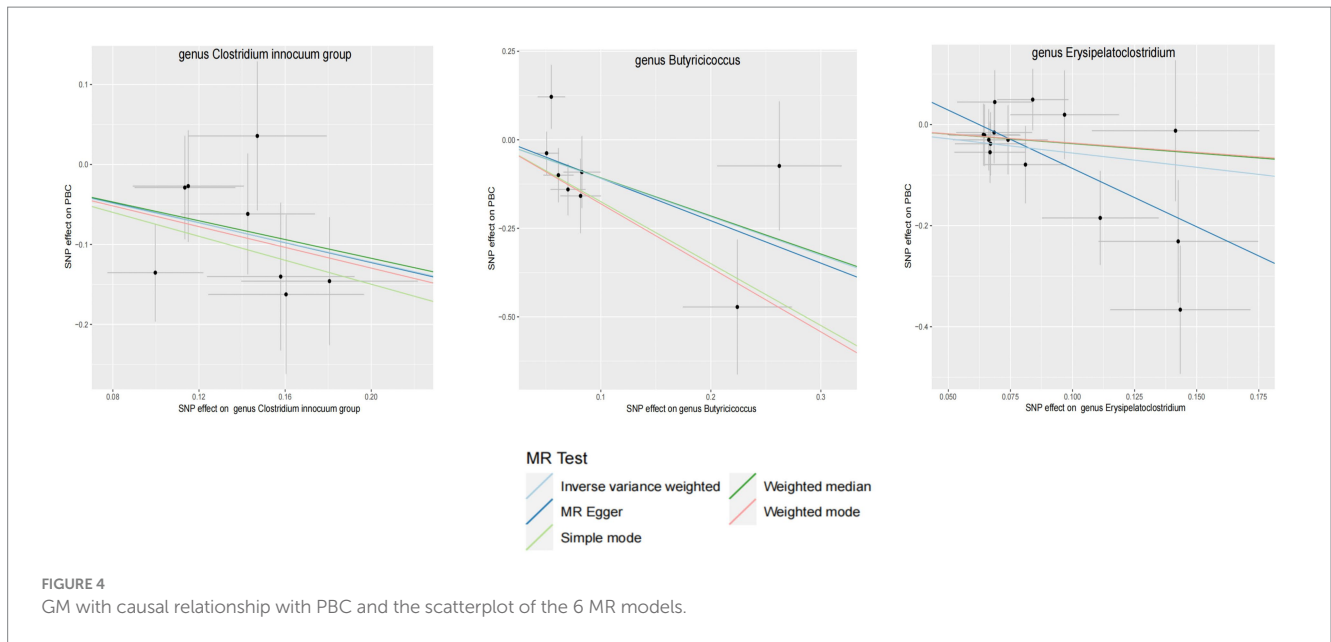 genus Clostridium innocuum group
0.1
0.0
−0.1
−0.2
SNP effect on PBC
0.08
0.12
0.16
0.20
SNP effect on genus Clostridium innocuum group
genus Butyricicoccus
0.25
0.00
−0.25
−0.50
SNP effect on PBC
0.1
0.2
0.3
SNP effect on genus Butyricicoccus
genus Erysipelatoclostridium
0.0
−0.2
−0.4
SNP effect on PBC
0.050
0.075
0.100
0.125
0.150
0.175
SNP effect on genus Erysipelatoclostridium
MR Test
Inverse variance weighted
MR Egger
Simple mode
Weighted median
Weighted mode
FIGURE 4
GM with causal relationship with PBC and the scatterplot of the 6 MR models.